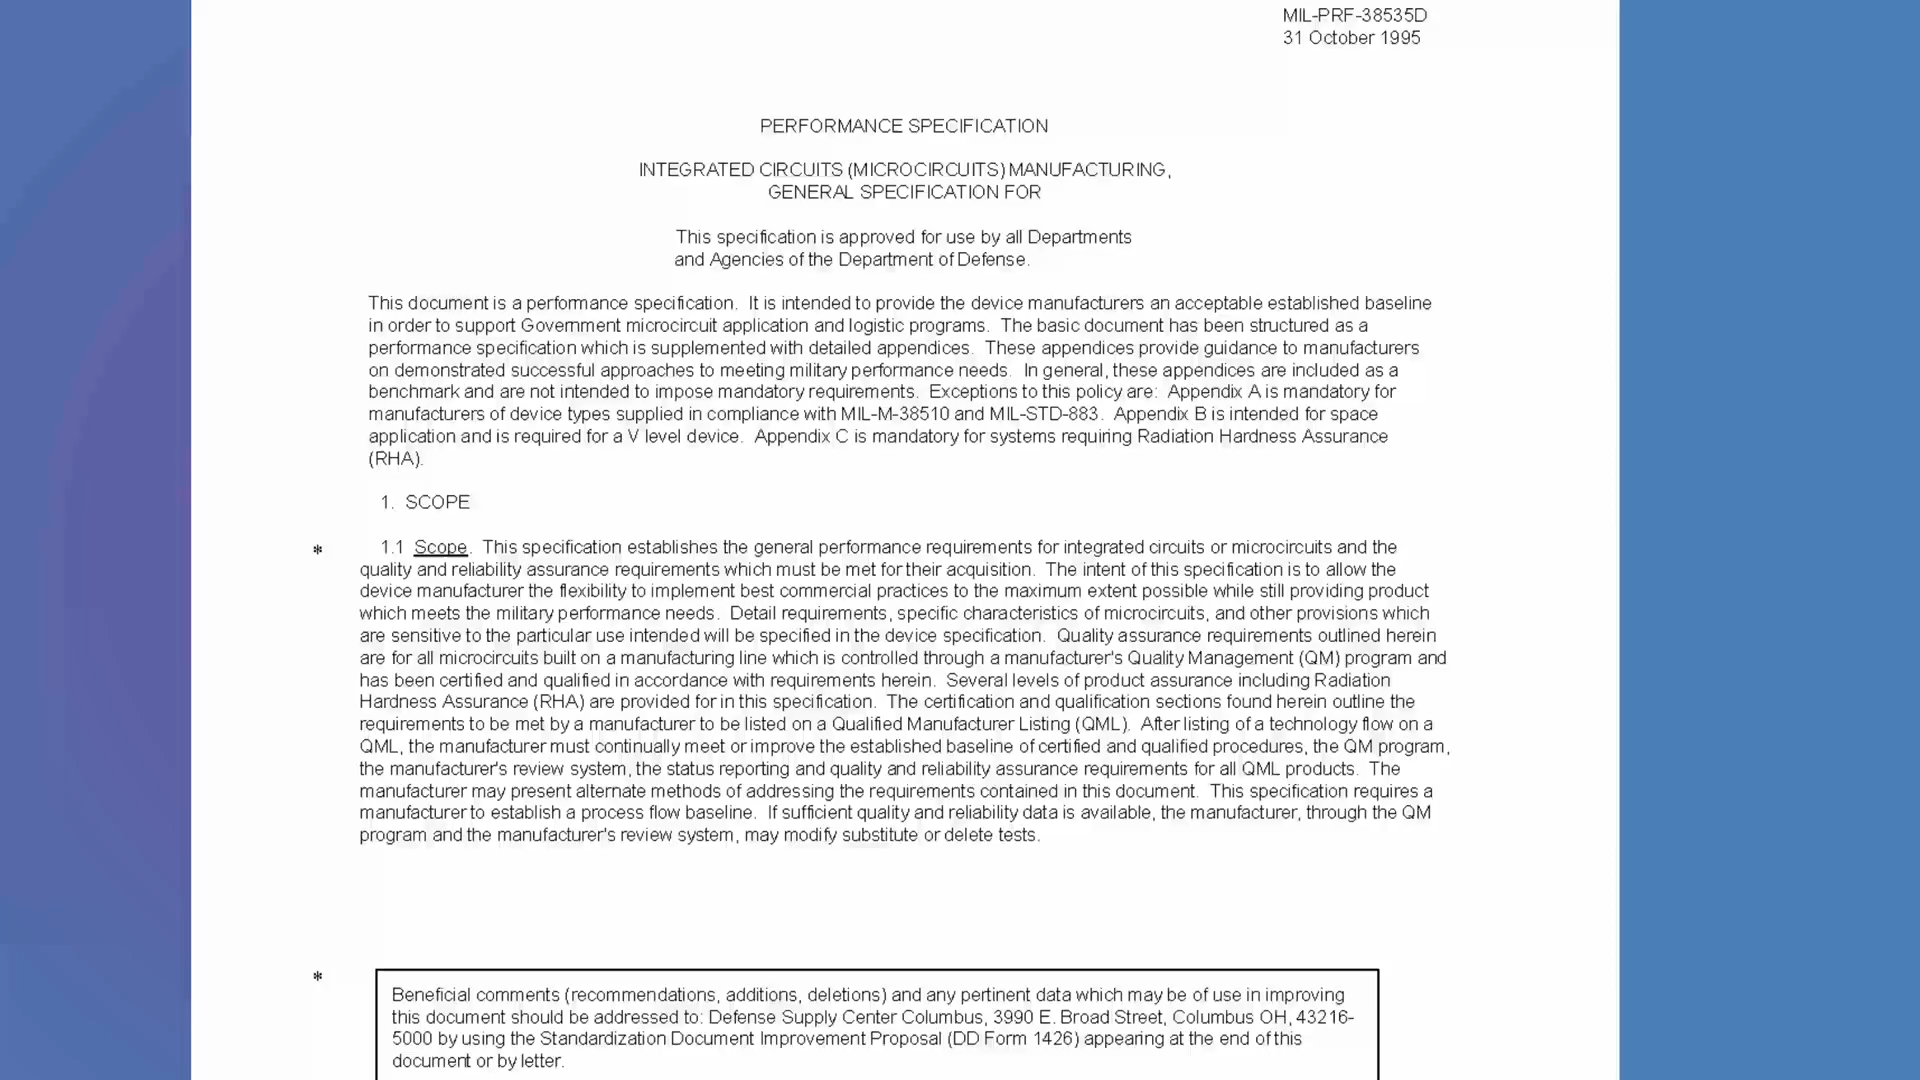 MIL-PRF-38535D
31 October 1995
PERFORMANCE SPECIFICATION
INTEGRATED CIRCUITS (MICROCIRCUITS) MANUFACTURING,
GENERAL SPECIFICATION FOR
This specification is approved for use by all Departments
and Agencies of the Department of Defense.
This document is a performance specification. It is intended to provide the device manufacturers an acceptable established baseline
in order to support Government microcircuit application and logistic programs. The basic document has been structured as a
performance specification which is supplemented with detailed appendices. These appendices provide guidance to manufacturers
on demonstrated successful approaches to meeting military performance needs. In general, these appendices are included as a
benchmark and are not intended to impose mandatory requirements. Exceptions to this policy are: Appendix A is mandatory for
manufacturers of device types supplied in compliance with MIL-M-38510 and MIL-STD-883. Appendix B is intended for space
application and is required for a V level device. Appendix C is mandatory for systems requiring Radiation Hardness Assurance
(RHA).
1. SCOPE
* 1.1 Scope. This specification establishes the general performance requirements for integrated circuits or microcircuits and the
quality and reliability assurance requirements which must be met for their acquisition. The intent of this specification is to allow the
device manufacturer the flexibility to implement best commercial practices to the maximum extent possible while still providing product
which meets the military performance needs. Detail requirements, specific characteristics of microcircuits, and other provisions which
are sensitive to the particular use intended will be specified in the device specification. Quality assurance requirements outlined herein
are for all microcircuits built on a manufacturing line which is controlled through a manufacturer's Quality Management (QM) program and
has been certified and qualified in accordance with requirements herein. Several levels of product assurance including Radiation
Hardness Assurance (RHA) are provided for in this specification. The certification and qualification sections found herein outline the
requirements to be met by a manufacturer to be listed on a Qualified Manufacturer Listing (QML). After listing of a technology flow on a
QML, the manufacturer must continually meet or improve the established baseline of certified and qualified procedures, the QM program,
the manufacturer's review system, the status reporting and quality and reliability assurance requirements for all QML products. The
manufacturer may present alternate methods of addressing the requirements contained in this document. This specification requires a
manufacturer to establish a process flow baseline. If sufficient quality and reliability data is available, the manufacturer, through the QM
program and the manufacturer's review system, may modify substitute or delete tests.
*
Beneficial comments (recommendations, additions, deletions) and any pertinent data which may be of use in improving
this document should be addressed to: Defense Supply Center Columbus, 3990 E. Broad Street, Columbus OH, 43216-
5000 by using the Standardization Document Improvement Proposal (DD Form 1426) appearing at the end of this
document or by letter.